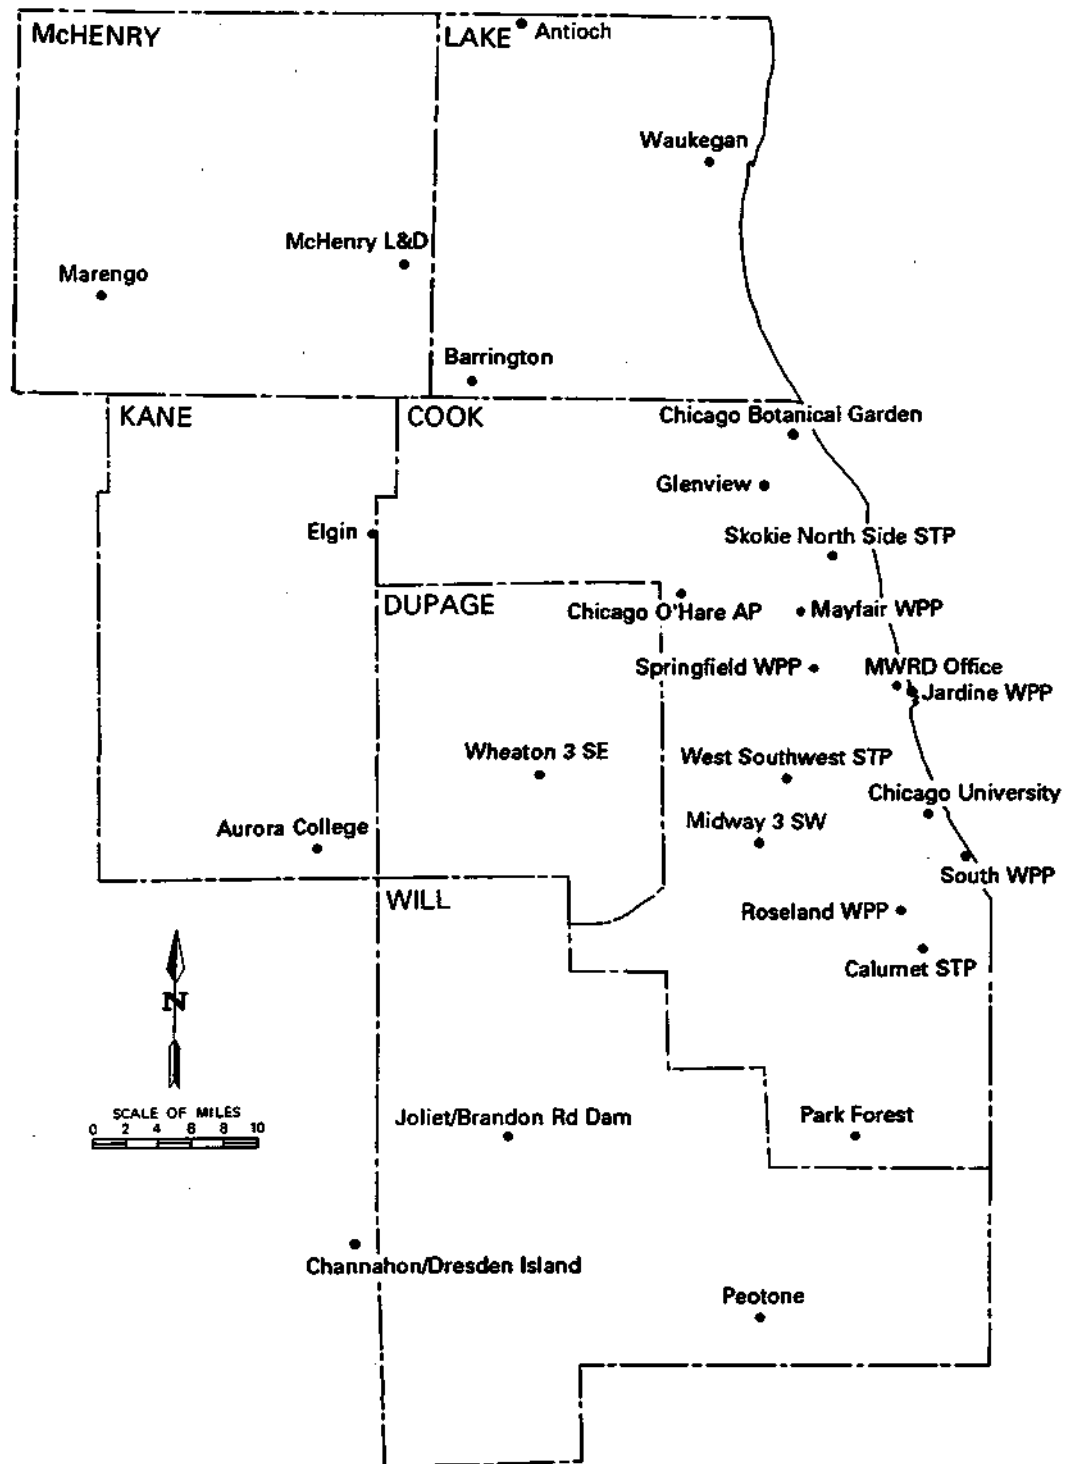 McHENRY
LAKE
Antioch
Waukegan
McHenry L&D
Marengo
Barrington
KANE
COOK
Chicago Botanical Garden
Glenview
Elgin
Skokie North Side STP
DUPAGE
Chicago O'Hare AP
Mayfair WPP
Springfield WPP
MWRD Office
Jardine WPP
Wheaton 3 SE
West Southwest STP
Chicago University
Aurora College
Midway 3 SW
South WPP
WILL
Roseland WPP
Calumet STP
N
SCALE OF MILES
0 2 4 6 8 10
Joliet/Brandon Rd Dam
Park Forest
Channahon/Dresden Island
Peotone